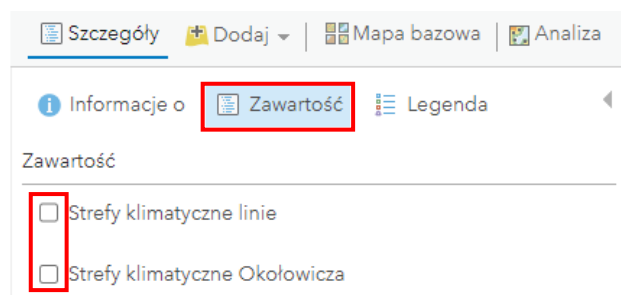 Szczegóły Dodaj Mapa bazowa Analiza
Informacje o Zawartość Legenda
Zawartość
Strefy klimatyczne linie
Strefy klimatyczne Okołowicza